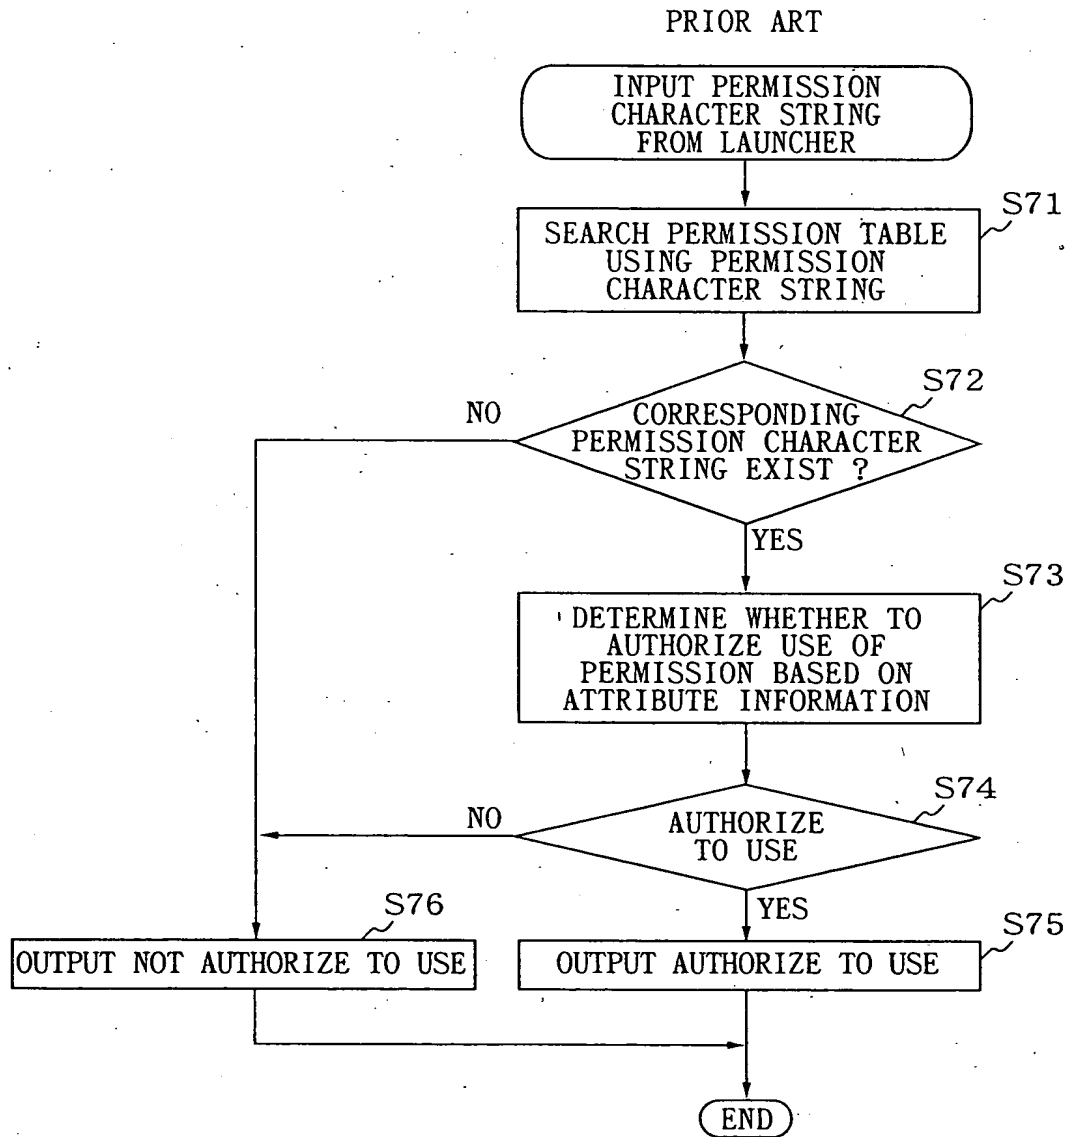 PRIOR ART
INPUT PERMISSION
CHARACTER STRING
FROM LAUNCHER
S71
SEARCH PERMISSION TABLE
USING PERMISSION
CHARACTER STRING
S72
NO
CORRESPONDING
PERMISSION CHARACTER
STRING EXIST ?
YES
S73
DETERMINE WHETHER TO
AUTHORIZE USE OF
PERMISSION BASED ON
ATTRIBUTE INFORMATION
S74
NO
AUTHORIZE
TO USE
YES
S76
OUTPUT NOT AUTHORIZE TO USE
S75
OUTPUT AUTHORIZE TO USE
END